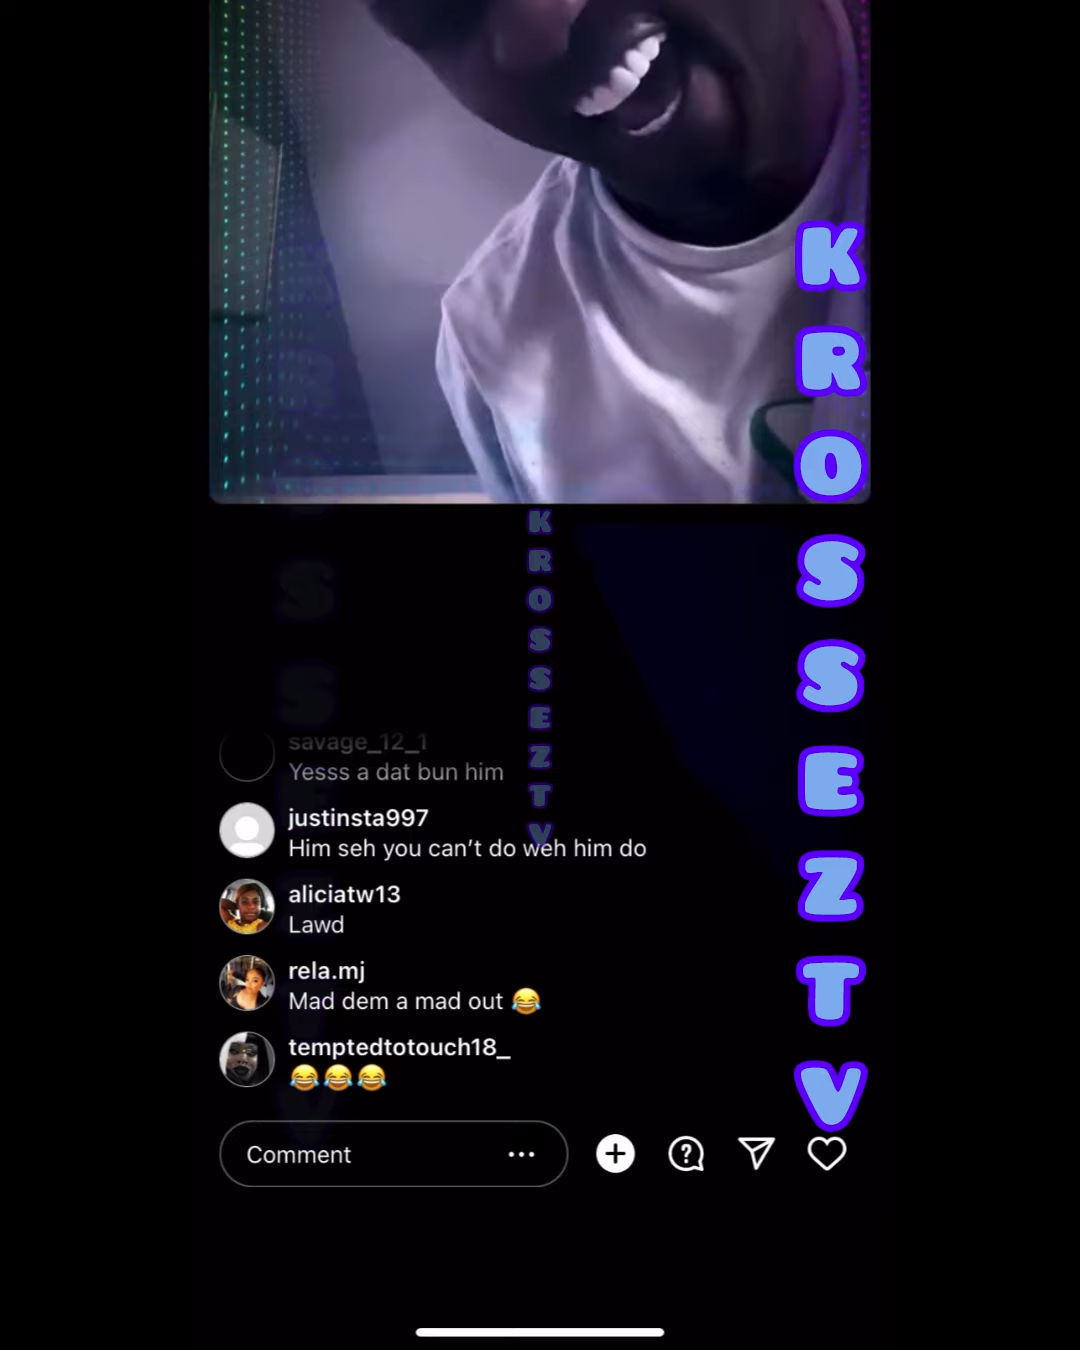 KROSSEZTV
KROSSEZTV
savage_12_1
Yesss a dat bun him
justinsta997
Him seh you can’t do weh him do
aliciatw13
Lawd
rela.mj
Mad dem a mad out 😂
temptedtotouch18_
😂😂😂
Comment